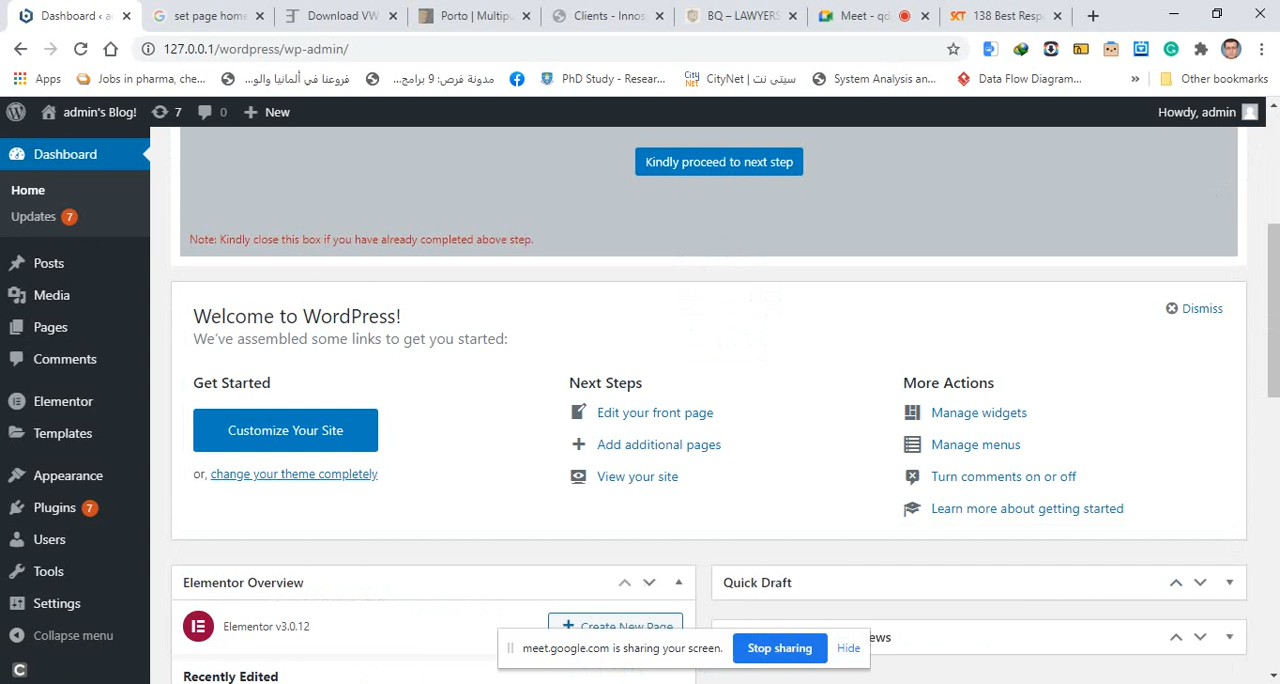 Dashboard ‹ a
set page home
Download VW
Porto | Multipu
Clients - Innos
BQ – LAWYERS
Meet - qd
SKT
138 Best Resp
127.0.0.1/wordpress/wp-admin/
Apps
Jobs in pharma, che...
فروعنا في ألمانيا والو...
مدونة فرص: 9 برامج...
PhD Study - Resear...
City Net
CityNet | سيتي نت
System Analysis an...
Data Flow Diagram...
»
Other bookmarks
admin's Blog!
7
0
New
Howdy, admin
Dashboard
Home
Updates 7
Posts
Media
Pages
Comments
Elementor
Templates
Appearance
Plugins 7
Users
Tools
Settings
Collapse menu
Kindly proceed to next step
Note: Kindly close this box if you have already completed above step.
Welcome to WordPress!
Dismiss
We've assembled some links to get you started:
Get Started
Customize Your Site
or, change your theme completely
Next Steps
Edit your front page
Add additional pages
View your site
More Actions
Manage widgets
Manage menus
Turn comments on or off
Learn more about getting started
Elementor Overview
Elementor v3.0.12
Create New Page
Recently Edited
Quick Draft
ews
meet.google.com is sharing your screen.
Stop sharing
Hide